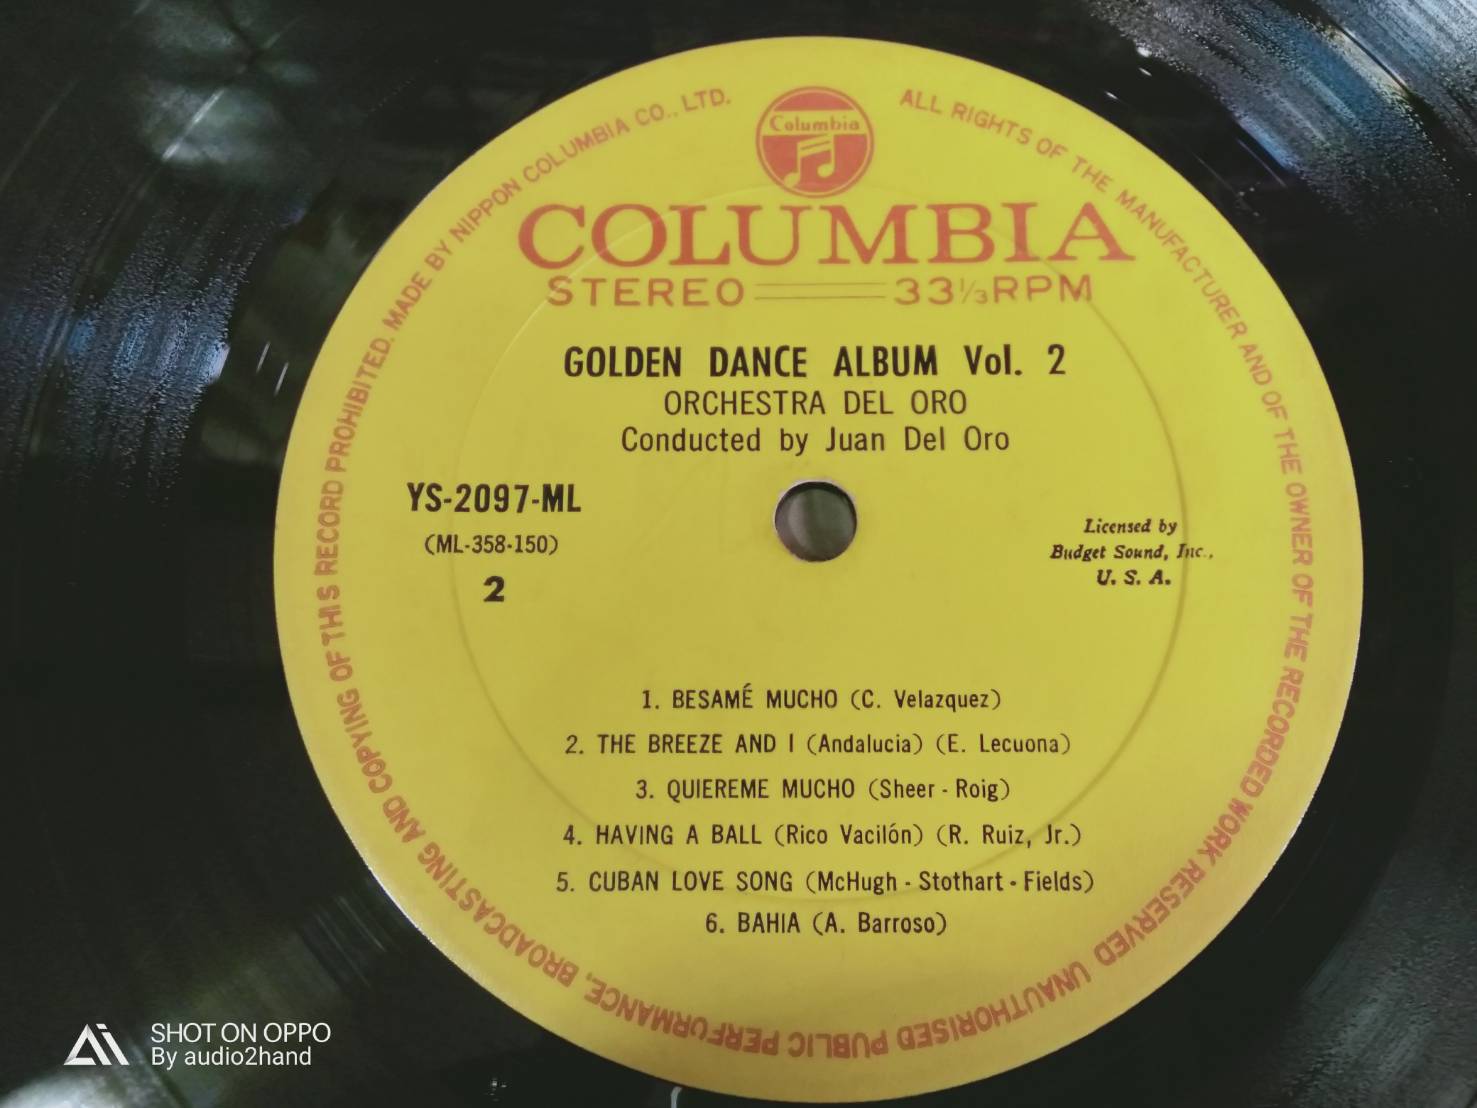 MADE BY NIPPON COLUMBIA CO., LTD.
ALL RIGHTS OF THE MANUFACTURER AND OF THE OWNER OF THE RECORDED WORK RESERVED UNAUTHORISED PUBLIC PERFORMANCE, BROADCASTING AND COPYING OF THIS RECORD PROHIBITED.
Columbia
COLUMBIA
STEREO 33⅓RPM
GOLDEN DANCE ALBUM Vol. 2
ORCHESTRA DEL ORO
Conducted by Juan Del Oro
YS-2097-ML
(ML-358-150)
2
Licensed by
Budget Sound, Inc.,
U. S. A.
1. BESAMÉ MUCHO (C. Velazquez)
2. THE BREEZE AND I (Andalucia) (E. Lecuona)
3. QUIEREME MUCHO (Sheer - Roig)
4. HAVING A BALL (Rico Vacilón) (R. Ruiz, Jr.)
5. CUBAN LOVE SONG (McHugh - Stothart - Fields)
6. BAHIA (A. Barroso)
SHOT ON OPPO
By audio2hand